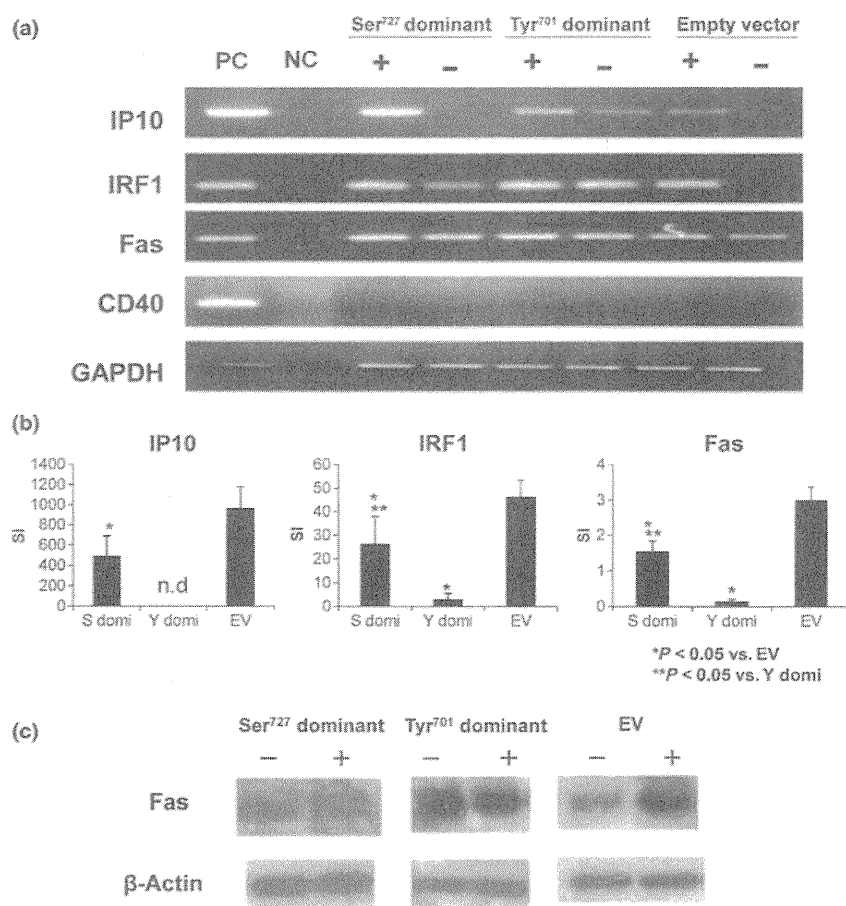 (a)
Ser727 dominant Tyr701 dominant Empty vector
PC NC + − + − + −
IP10
IRF1
Fas
CD40
GAPDH
(b)
IP10 IRF1 Fas
1400 60 4
1200 50
1000 40 3
800 30 2
600 20
400 10 1
200
0 0 0
SI SI SI
* * ** * * ** *
n.d
S domi Y domi EV S domi Y domi EV S domi Y domi EV
*P < 0.05 vs. EV
**P < 0.05 vs. Y domi
(c)
Ser727 dominant Tyr701 dominant EV
− + − + − +
Fas
β-Actin